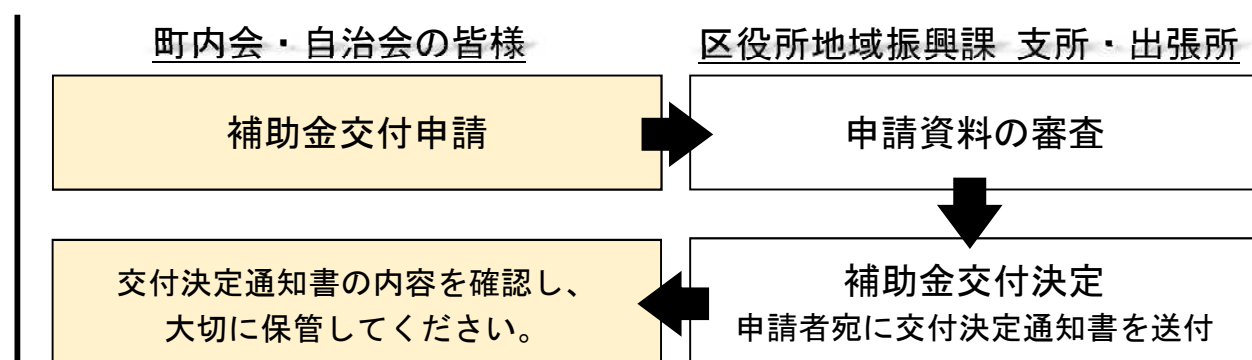 町内会・自治会の皆様
区役所地域振興課 支所・出張所
補助金交付申請
申請資料の審査
補助金交付決定
申請者宛に交付決定通知書を送付
交付決定通知書の内容を確認し、
大切に保管してください。